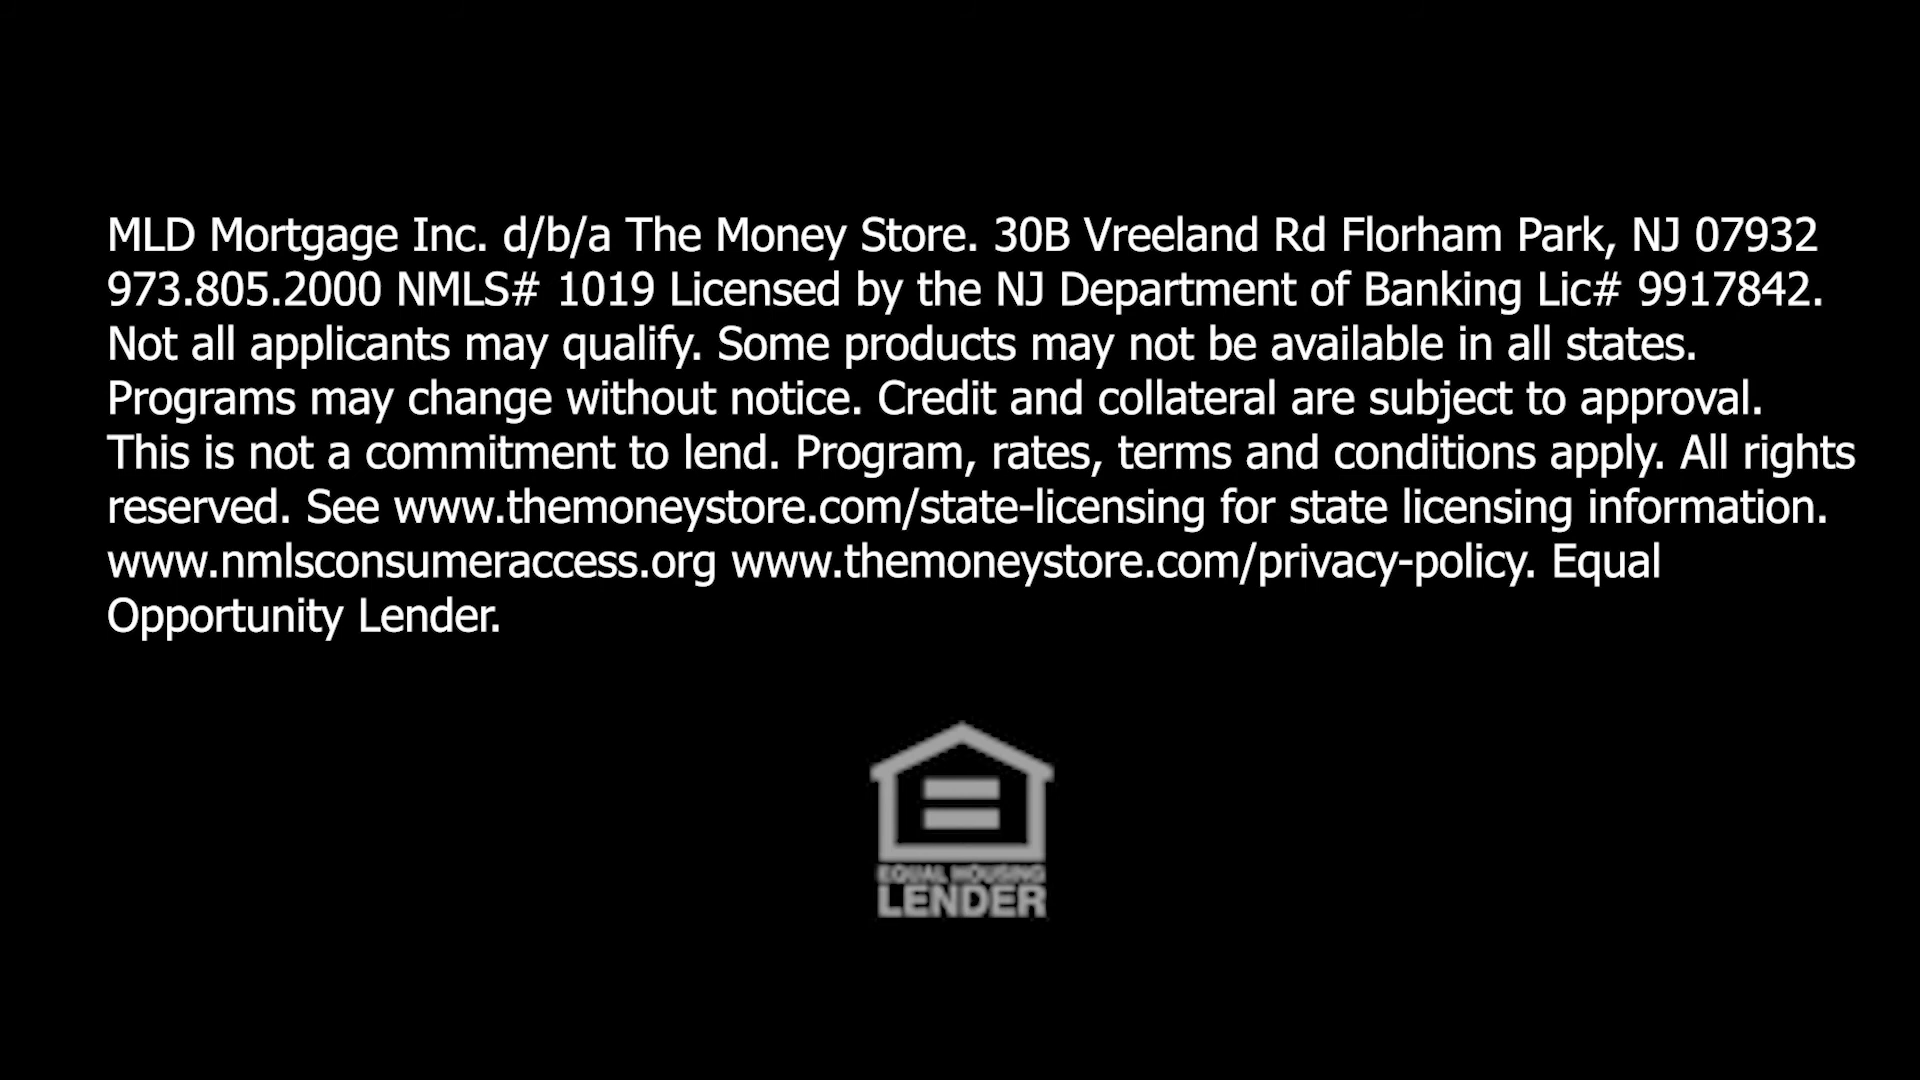 MLD Mortgage Inc. d/b/a The Money Store. 30B Vreeland Rd Florham Park, NJ 07932
973.805.2000 NMLS# 1019 Licensed by the NJ Department of Banking Lic# 9917842.
Not all applicants may qualify. Some products may not be available in all states.
Programs may change without notice. Credit and collateral are subject to approval.
This is not a commitment to lend. Program, rates, terms and conditions apply. All rights
reserved. See www.themoneystore.com/state-licensing for state licensing information.
www.nmlsconsumeraccess.org www.themoneystore.com/privacy-policy. Equal
Opportunity Lender.
EQUAL HOUSING
LENDER